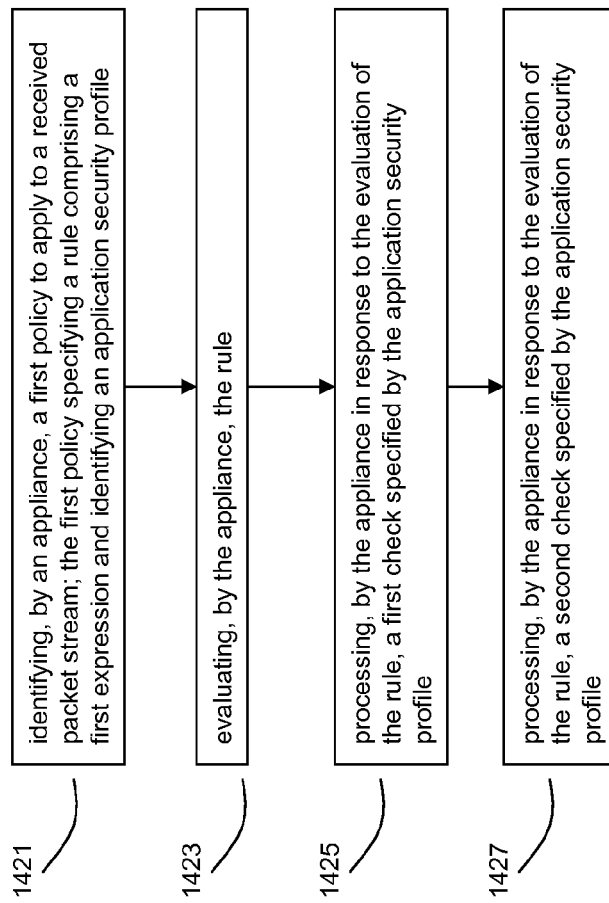 1421
identifying, by an appliance, a first policy to apply to a received
packet stream; the first policy specifying a rule comprising a
first expression and identifying an application security profile
1423
evaluating, by the appliance, the rule
1425
processing, by the appliance in response to the evaluation of
the rule, a first check specified by the application security
profile
1427
processing, by the appliance in response to the evaluation of
the rule, a second check specified by the application security
profile